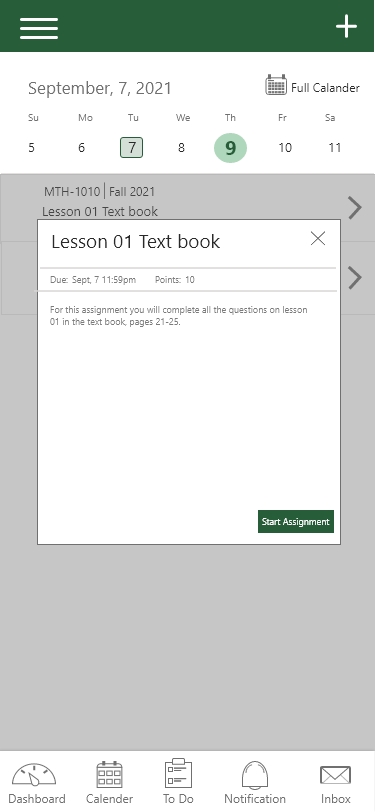 September, 7, 2021
Full Calander
Su Mo Tu We Th Fr Sa
5 6 7 8 9 10 11
MTH-1010 | Fall 2021
Lesson 01 Text book
Lesson 01 Text book
Due: Sept, 7 11:59pm Points: 10
For this assignment you will complete all the questions on lesson
01 in the text book, pages 21-25.
Start Assignment
Dashboard Calender To Do Notification Inbox